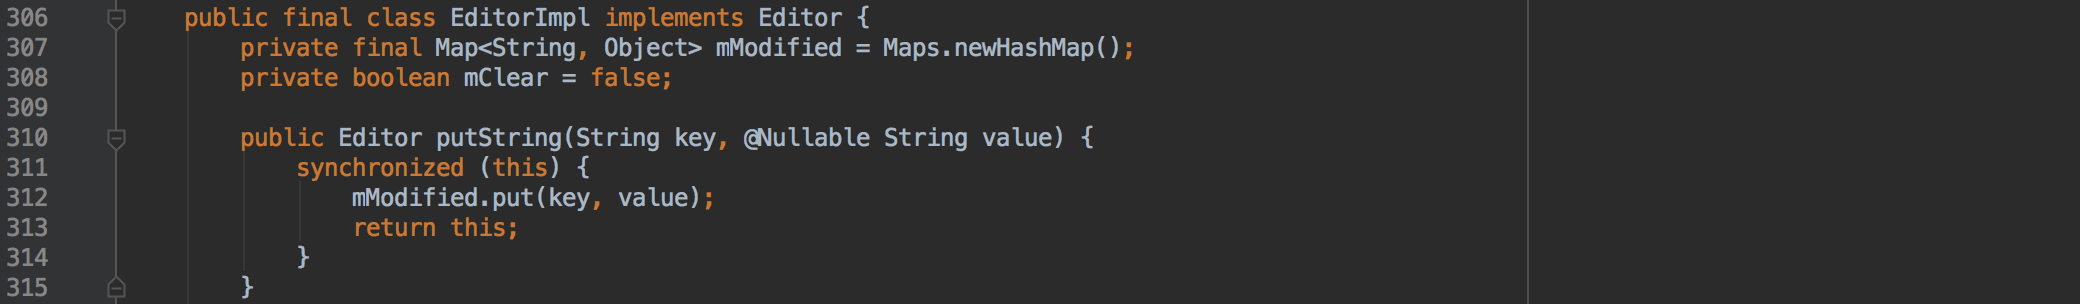 306 public final class EditorImpl implements Editor {
307 private final Map<String, Object> mModified = Maps.newHashMap();
308 private boolean mClear = false;
309
310 public Editor putString(String key, @Nullable String value) {
311 synchronized (this) {
312 mModified.put(key, value);
313 return this;
314 }
315 }